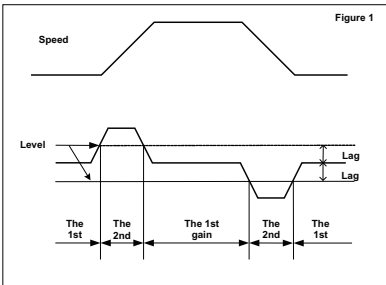 Figure 1
Speed
Level
Lag
Lag
The 1st
The 2nd
The 1st gain
The 2nd
The 1st